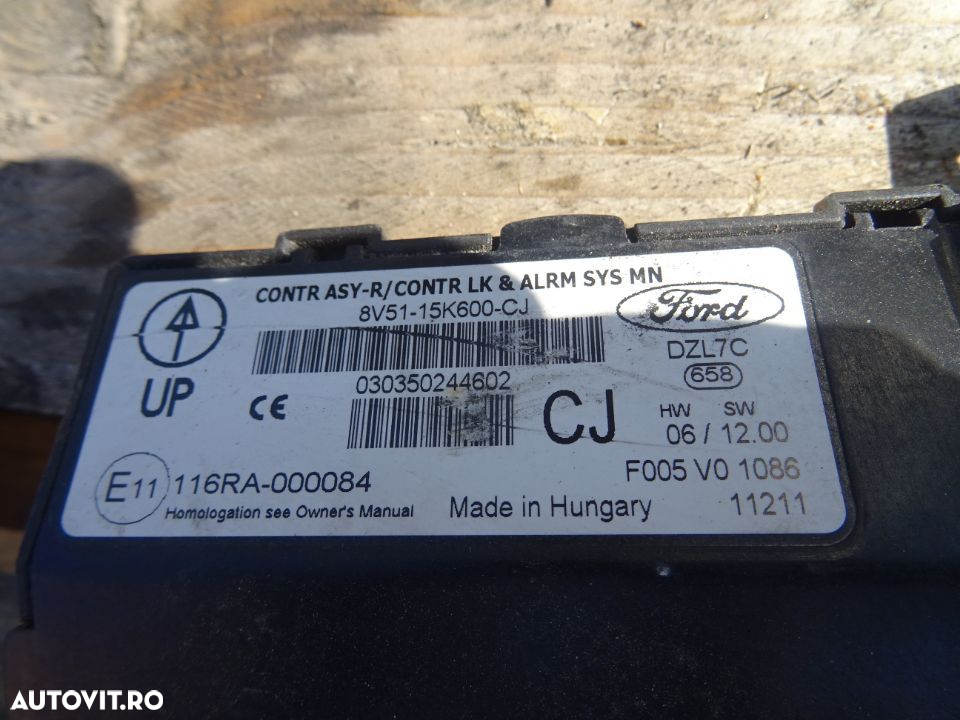 CONTR ASY-R/CONTR LK & ALRM SYS MN
8V51-15K600-CJ
Ford
DZL7C
658
UP
CE
030350244602
CJ
HW SW
06 / 12.00
E11 116RA-000084
F005 V0 1086
Homologation see Owner's Manual
Made in Hungary
11211
AUTOVIT.RO
AUTOVIT.RO